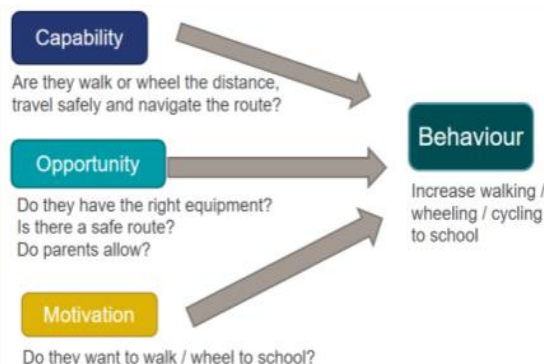 Capability
Are they walk or wheel the distance,
travel safely and navigate the route?
Opportunity
Do they have the right equipment?
Is there a safe route?
Do parents allow?
Motivation
Do they want to walk / wheel to school?
Behaviour
Increase walking /
wheeling / cycling
to school